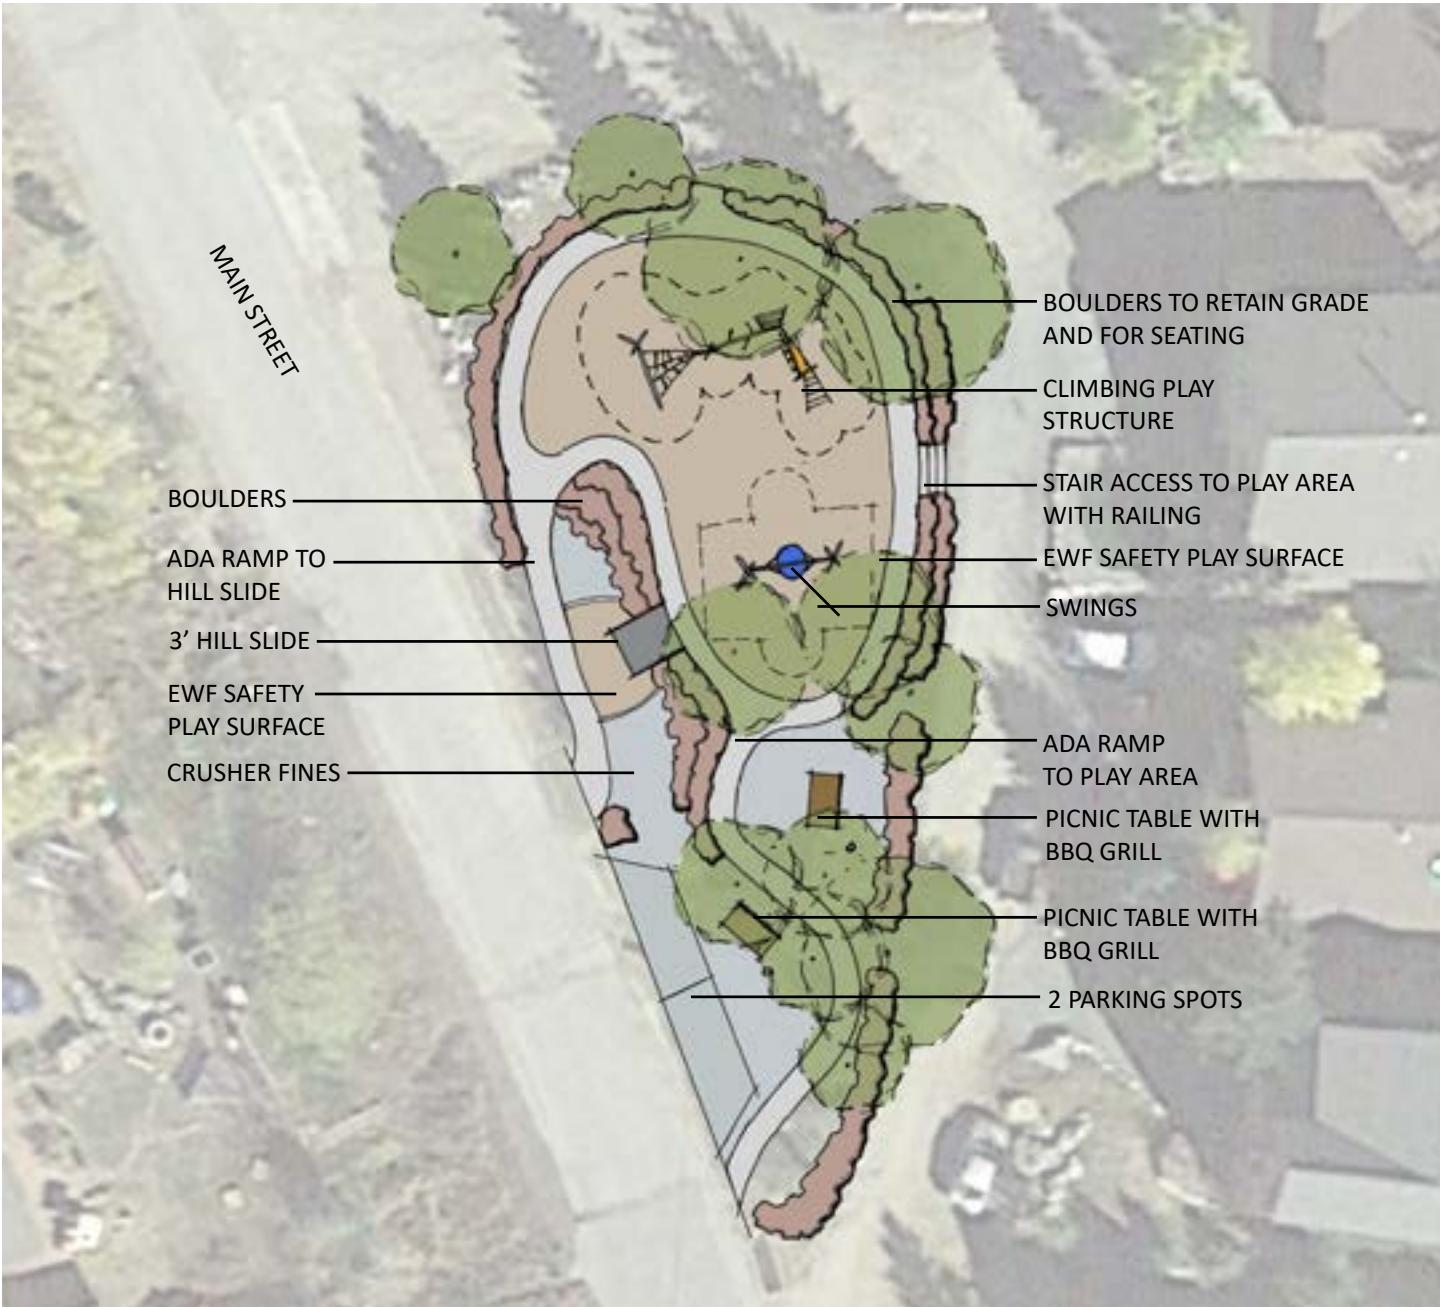 MAIN STREET
BOULDERS
ADA RAMP TO
HILL SLIDE
3’ HILL SLIDE
EWF SAFETY
PLAY SURFACE
CRUSHER FINES
BOULDERS TO RETAIN GRADE
AND FOR SEATING
CLIMBING PLAY
STRUCTURE
STAIR ACCESS TO PLAY AREA
WITH RAILING
EWF SAFETY PLAY SURFACE
SWINGS
ADA RAMP
TO PLAY AREA
PICNIC TABLE WITH
BBQ GRILL
PICNIC TABLE WITH
BBQ GRILL
2 PARKING SPOTS